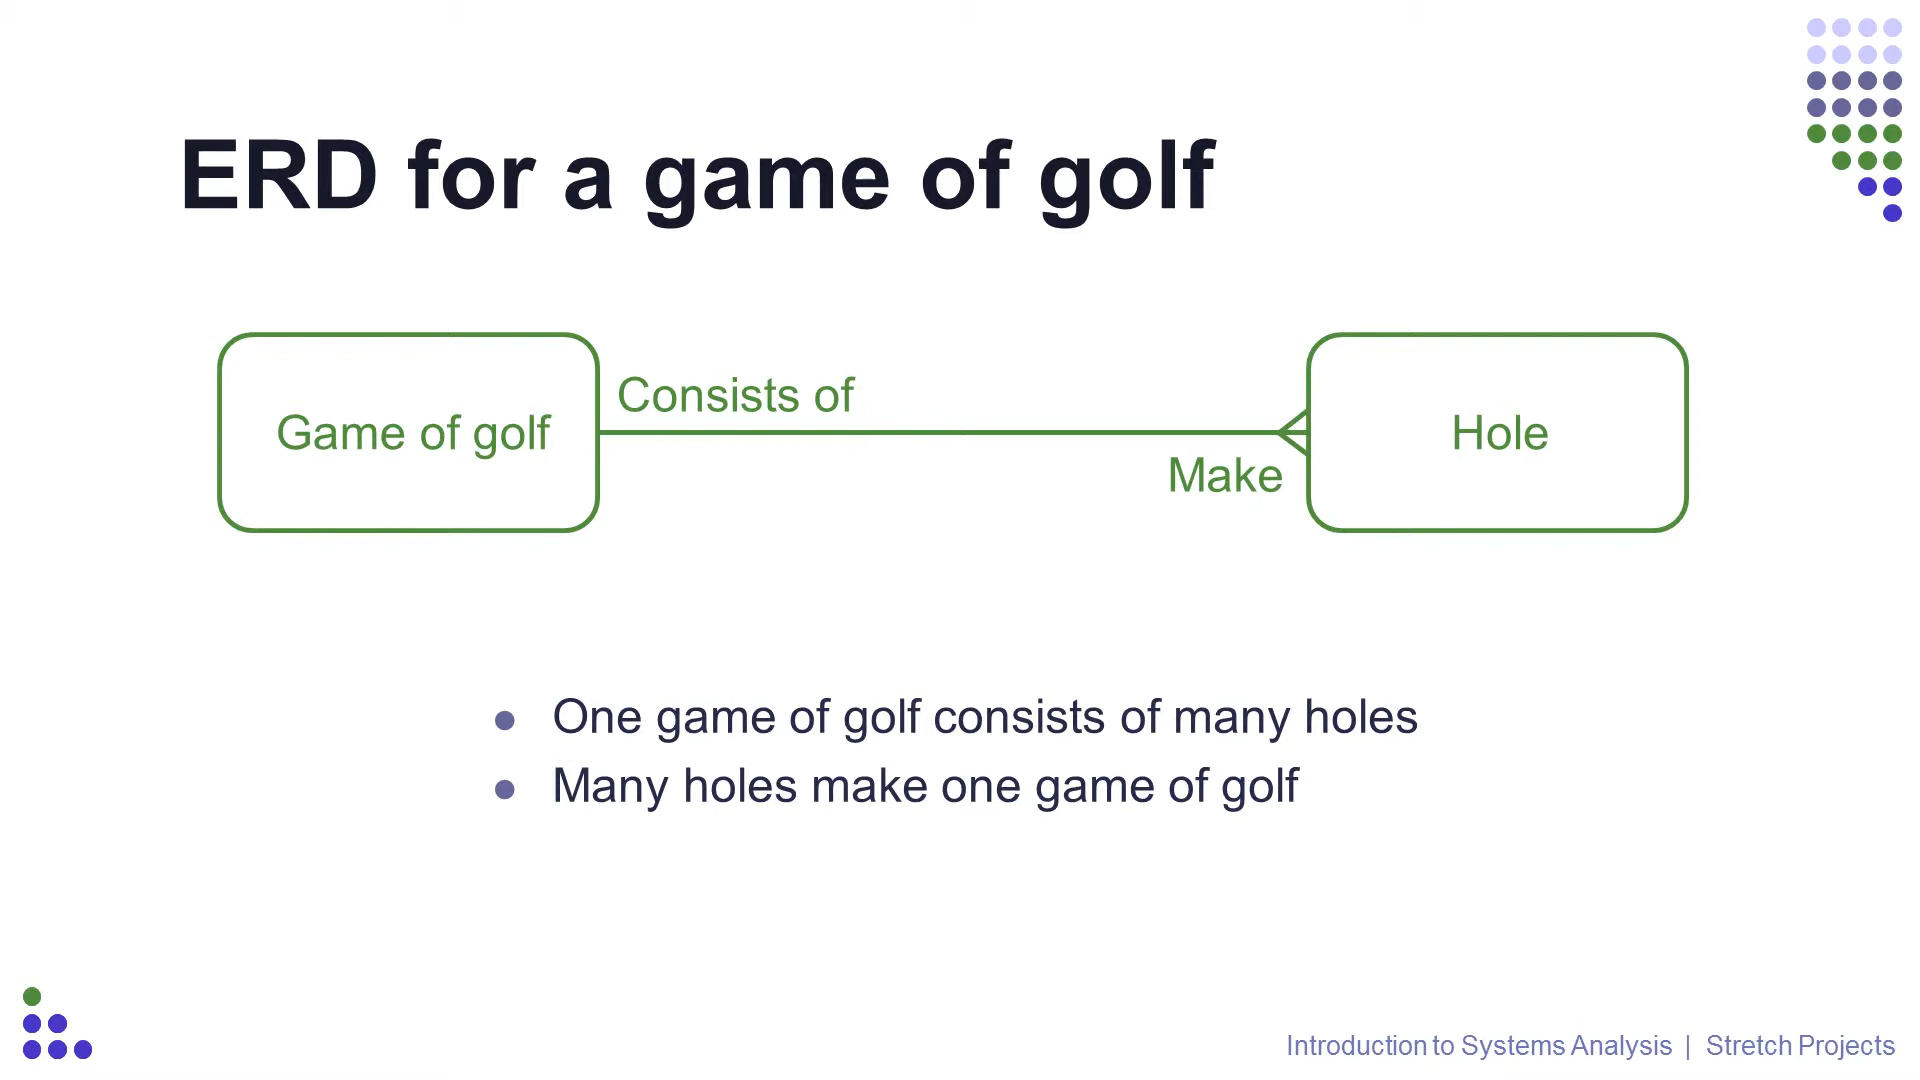 ERD for a game of golf
Game of golf
Consists of
Make
Hole
One game of golf consists of many holes
Many holes make one game of golf
Introduction to Systems Analysis | Stretch Projects